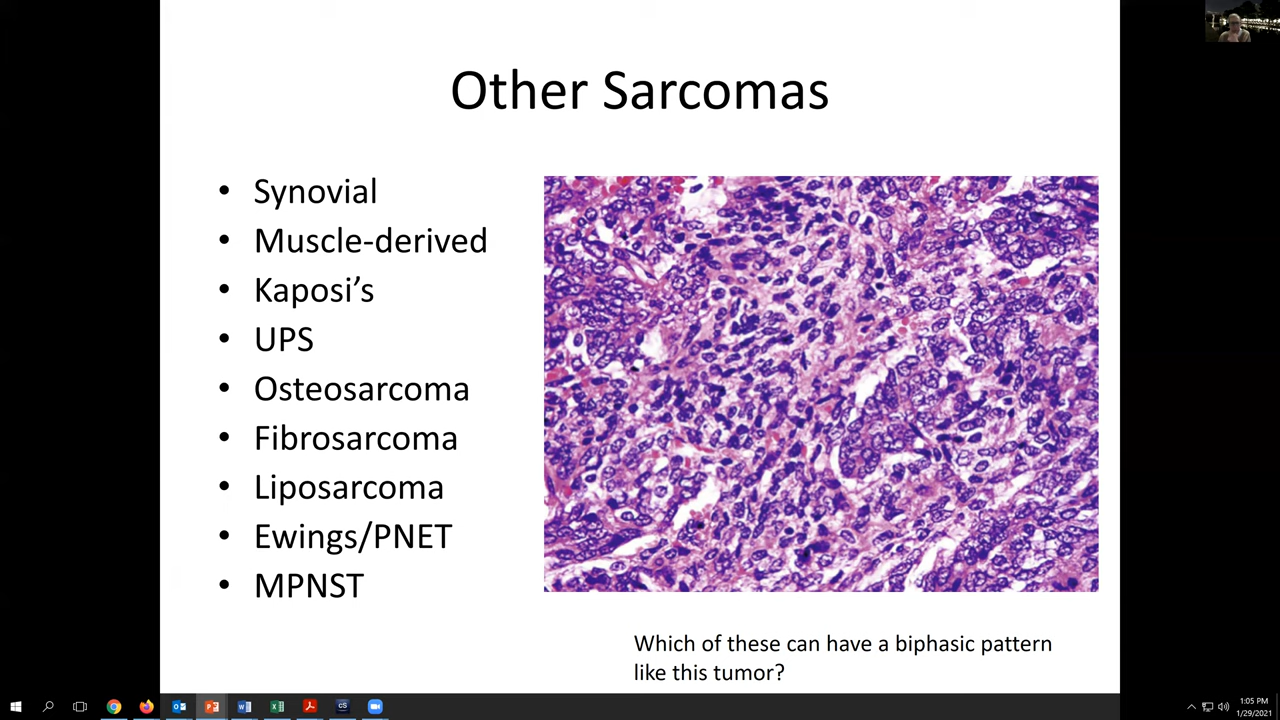 Other Sarcomas
• Synovial
• Muscle-derived
• Kaposi’s
• UPS
• Osteosarcoma
• Fibrosarcoma
• Liposarcoma
• Ewings/PNET
• MPNST
Which of these can have a biphasic pattern
like this tumor?
1:05 PM
1/29/2021